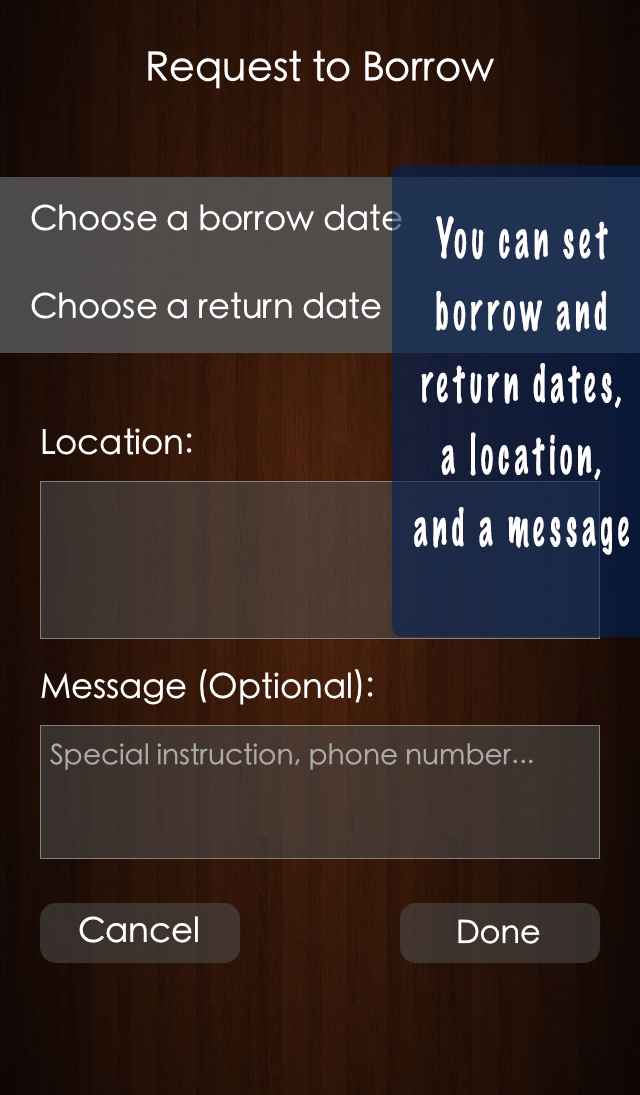 Request to Borrow
Choose a borrow date
Choose a return date
You can set
borrow and
return dates,
a location,
and a message
Location:
Message (Optional):
Special instruction, phone number...
Cancel
Done